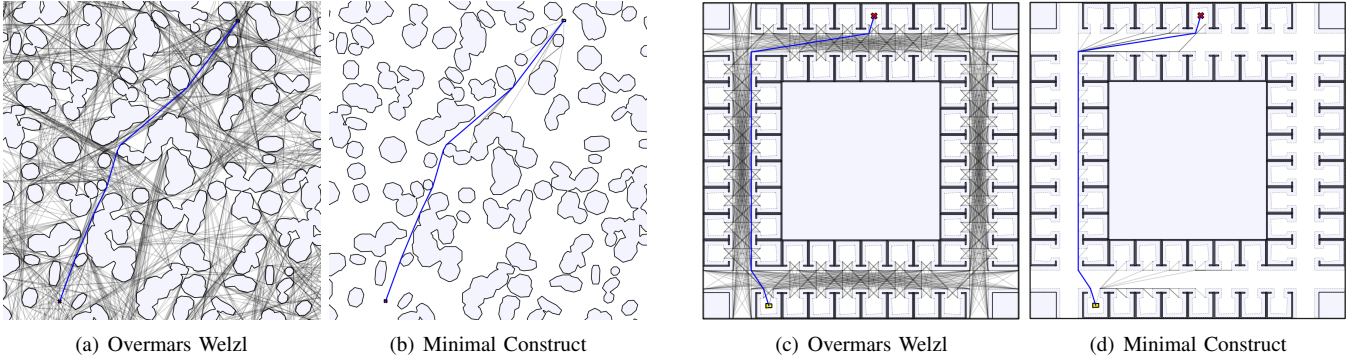 (a) Overmars Welzl
(b) Minimal Construct
(c) Overmars Welzl
(d) Minimal Construct